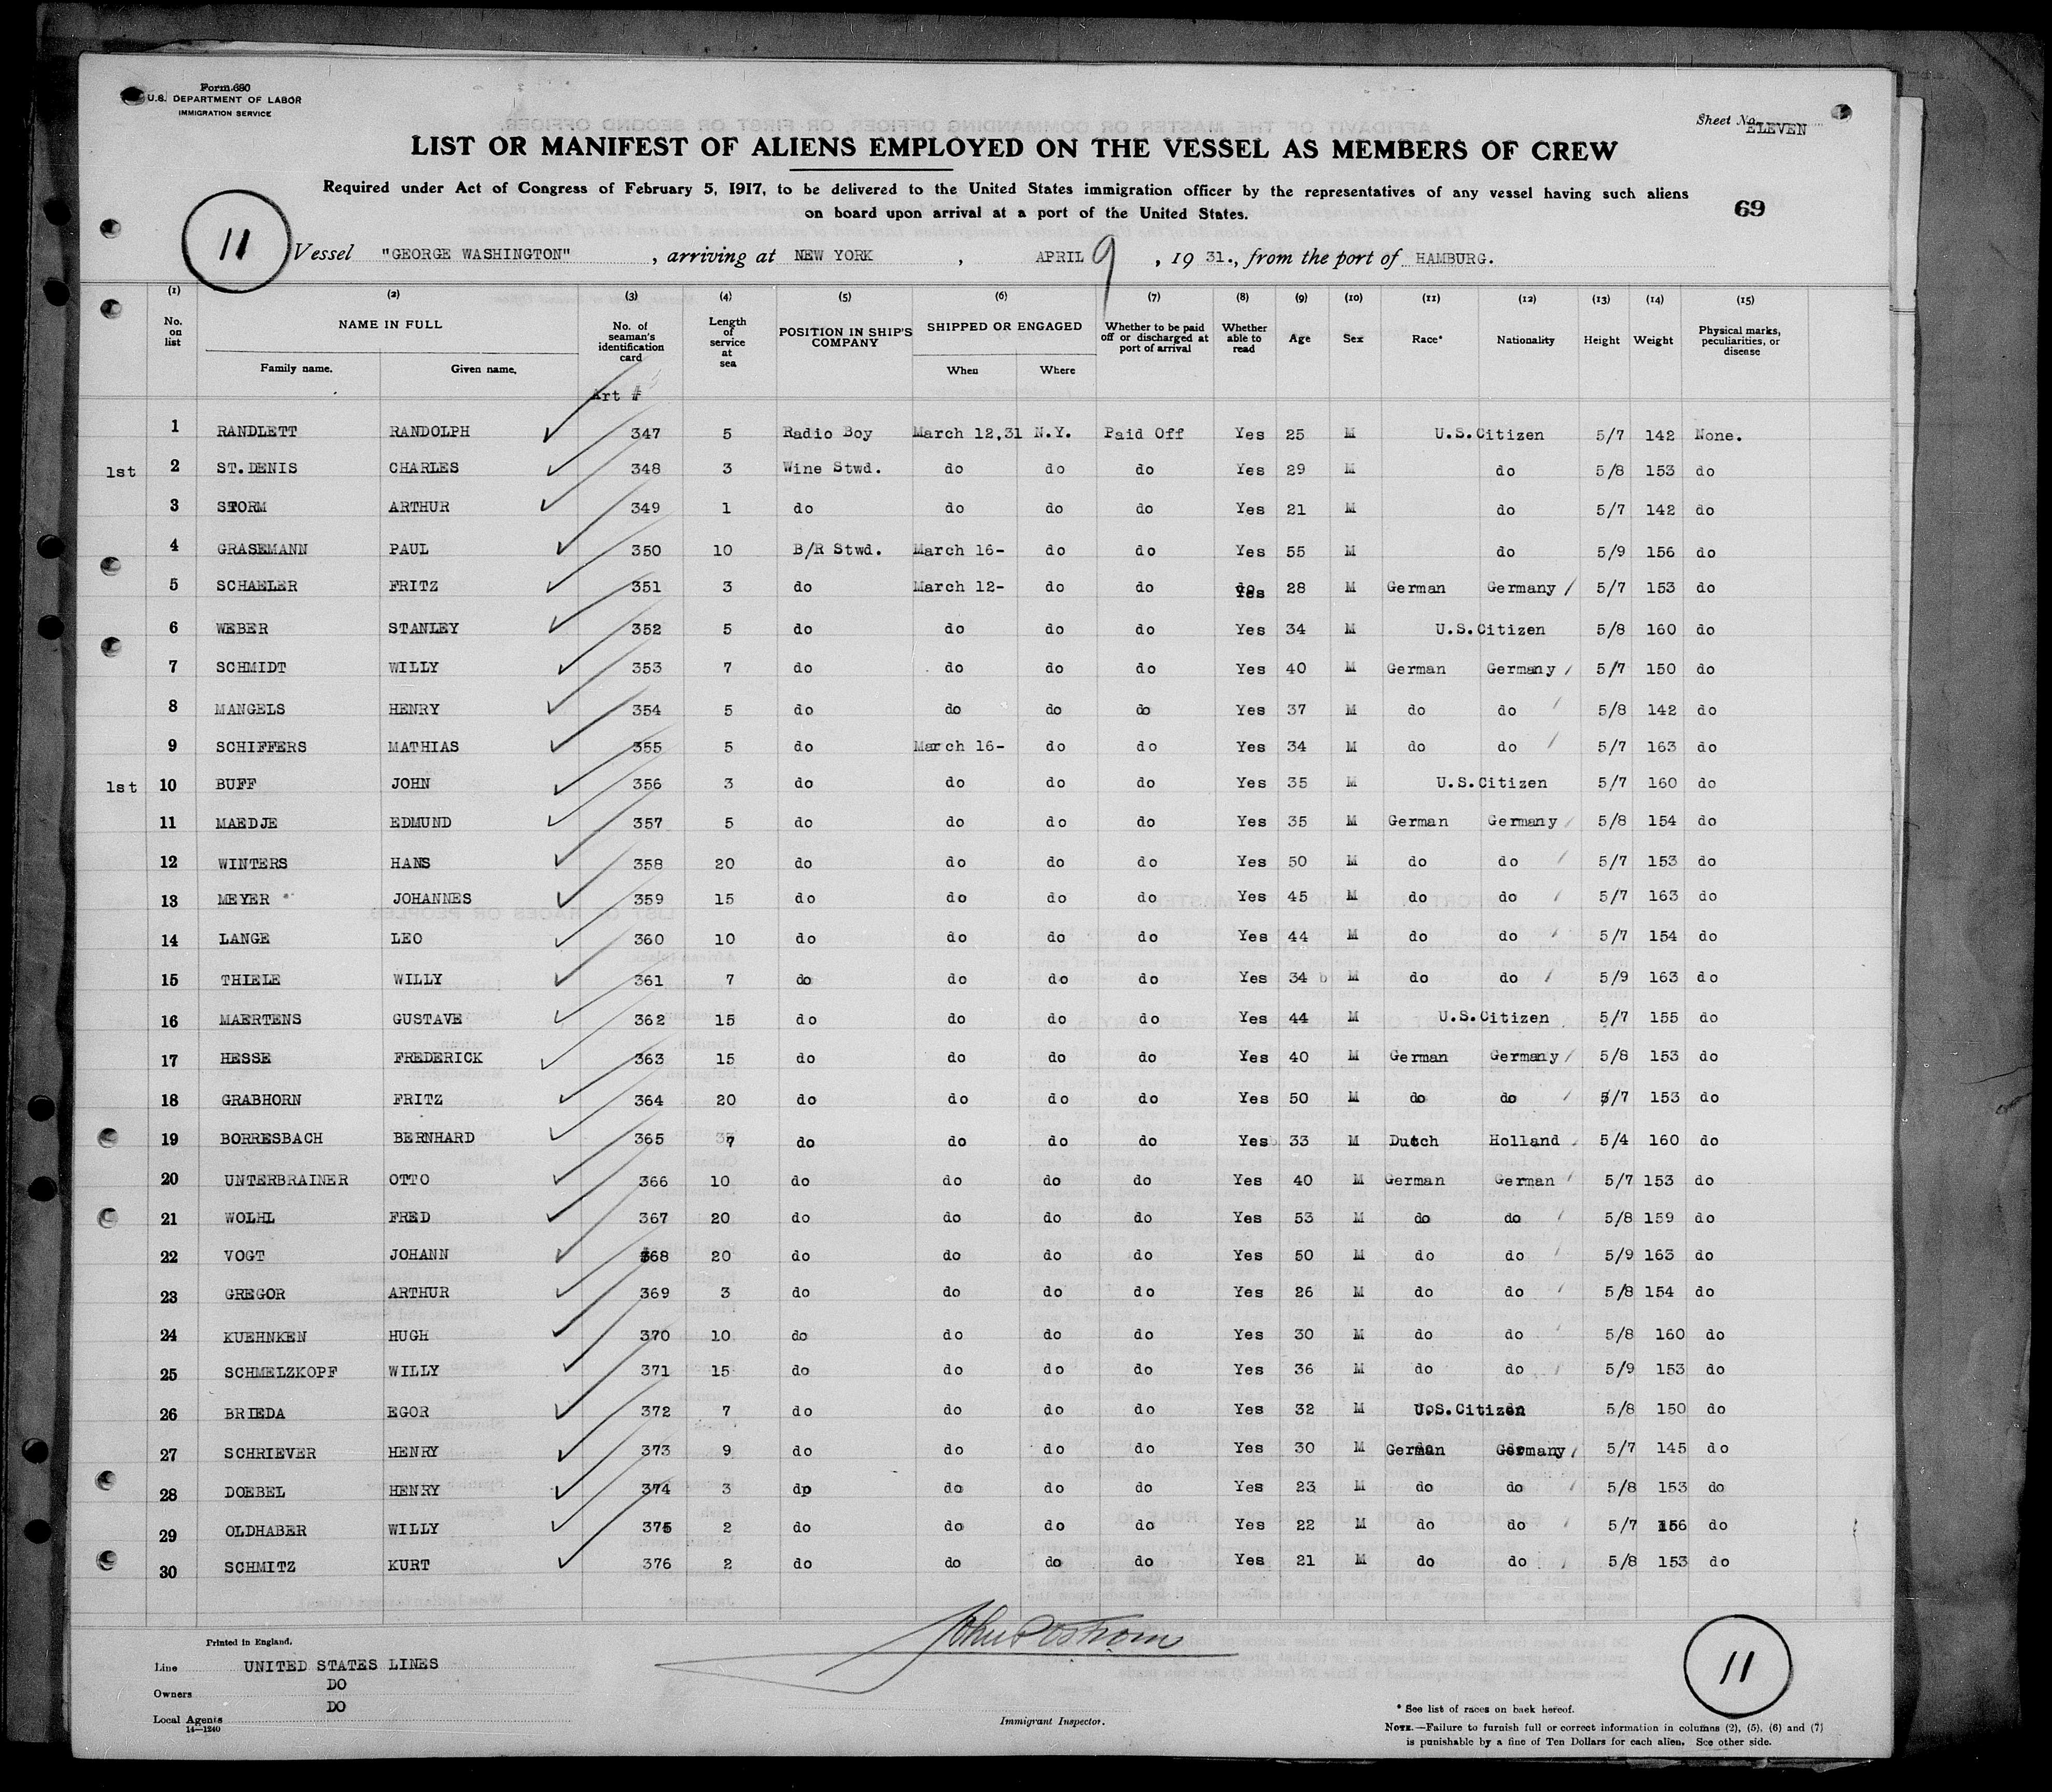 Form 680
U.S. DEPARTMENT OF LABOR
IMMIGRATION SERVICE
Sheet No. ELEVEN
LIST OR MANIFEST OF ALIENS EMPLOYED ON THE VESSEL AS MEMBERS OF CREW
Required under Act of Congress of February 5, 1917, to be delivered to the United States immigration officer by the representatives of any vessel having such aliens
on board upon arrival at a port of the United States.
69
11
Vessel "GEORGE WASHINGTON" , arriving at NEW YORK , APRIL 9 , 19 31., from the port of HAMBURG.
(1) (2) (3) (4) (5) (6) (7) (8) (9) (10) (11) (12) (13) (14) (15)
No. on list NAME IN FULL Family name. Given name. No. of seaman's identification card Length of service at sea POSITION IN SHIP'S COMPANY SHIPPED OR ENGAGED When Where Whether to be paid off or discharged at port of arrival Whether able to read Age Sex Race* Nationality Height Weight Physical marks, peculiarities, or disease
Art #
1 RANDLETT RANDOLPH 347 5 Radio Boy March 12,31 N.Y. Paid Off Yes 25 M U.S.Citizen 5/7 142 None.
1st 2 ST.DENIS CHARLES 348 3 Wine Stwd. do do do Yes 29 M do 5/8 153 do
3 STORM ARTHUR 349 1 do do do do Yes 21 M do 5/7 142 do
4 GRASEMANN PAUL 350 10 B/R Stwd. March 16- do do Yes 55 M do 5/9 156 do
5 SCHAELER FRITZ 351 3 do March 12- do do Yes 28 M German Germany 5/7 153 do
6 WEBER STANLEY 352 5 do do do do Yes 34 M U.S.Citizen 5/8 160 do
7 SCHMIDT WILLY 353 7 do do do do Yes 40 M German Germany 5/7 150 do
8 MANGELS HENRY 354 5 do do do do Yes 37 M do do 5/8 142 do
9 SCHIFFERS MATHIAS 355 5 do March 16- do do Yes 34 M do do 5/7 163 do
1st 10 BUFF JOHN 356 3 do do do do Yes 35 M U.S.Citizen 5/7 160 do
11 MAEDJE EDMUND 357 5 do do do do Yes 35 M German Germany 5/8 154 do
12 WINTERS HANS 358 20 do do do do Yes 50 M do do 5/7 153 do
13 MEYER JOHANNES 359 15 do do do do Yes 45 M do do 5/7 163 do
14 LANGE LEO 360 10 do do do do Yes 44 M do do 5/7 154 do
15 THIELE WILLY 361 7 do do do do Yes 34 M do do 5/9 163 do
16 MAERTENS GUSTAVE 362 15 do do do do Yes 44 M U.S.Citizen 5/7 155 do
17 HESSE FREDERICK 363 15 do do do do Yes 40 M German Germany 5/8 153 do
18 GRABHORN FRITZ 364 20 do do do do Yes 50 M do do 5/7 153 do
19 BORRESBACH BERNHARD 365 7 do do do do Yes 33 M Dutch Holland 5/4 160 do
20 UNTERBRAINER OTTO 366 10 do do do do Yes 40 M German German 5/7 153 do
21 WOLHL FRED 367 20 do do do do Yes 53 M do do 5/8 159 do
22 VOGT JOHANN 368 20 do do do do Yes 50 M do do 5/9 163 do
23 GREGOR ARTHUR 369 3 do do do do Yes 26 M do do 5/8 154 do
24 KUEHNKEN HUGH 370 10 do do do do Yes 30 M do do 5/8 160 do
25 SCHMELZKOPF WILLY 371 15 do do do do Yes 36 M do do 5/9 153 do
26 BRIEDA EGOR 372 7 do do do do Yes 32 M U.S.Citizen 5/8 150 do
27 SCHRIEVER HENRY 373 9 do do do do Yes 30 M German Germany 5/7 145 do
28 DOEBEL HENRY 374 3 do do do do Yes 23 M do do 5/8 153 do
29 OLDHABER WILLY 375 2 do do do do Yes 22 M do do 5/7 156 do
30 SCHMITZ KURT 376 2 do do do do Yes 21 M do do 5/8 153 do
Printed in England.
Line UNITED STATES LINES
Owners DO
Local Agents DO
14—1240
Immigrant Inspector.
11
* See list of races on back hereof.
NOTE.—Failure to furnish full or correct information in columns (2), (5), (6) and (7)
is punishable by a fine of Ten Dollars for each alien. See other side.